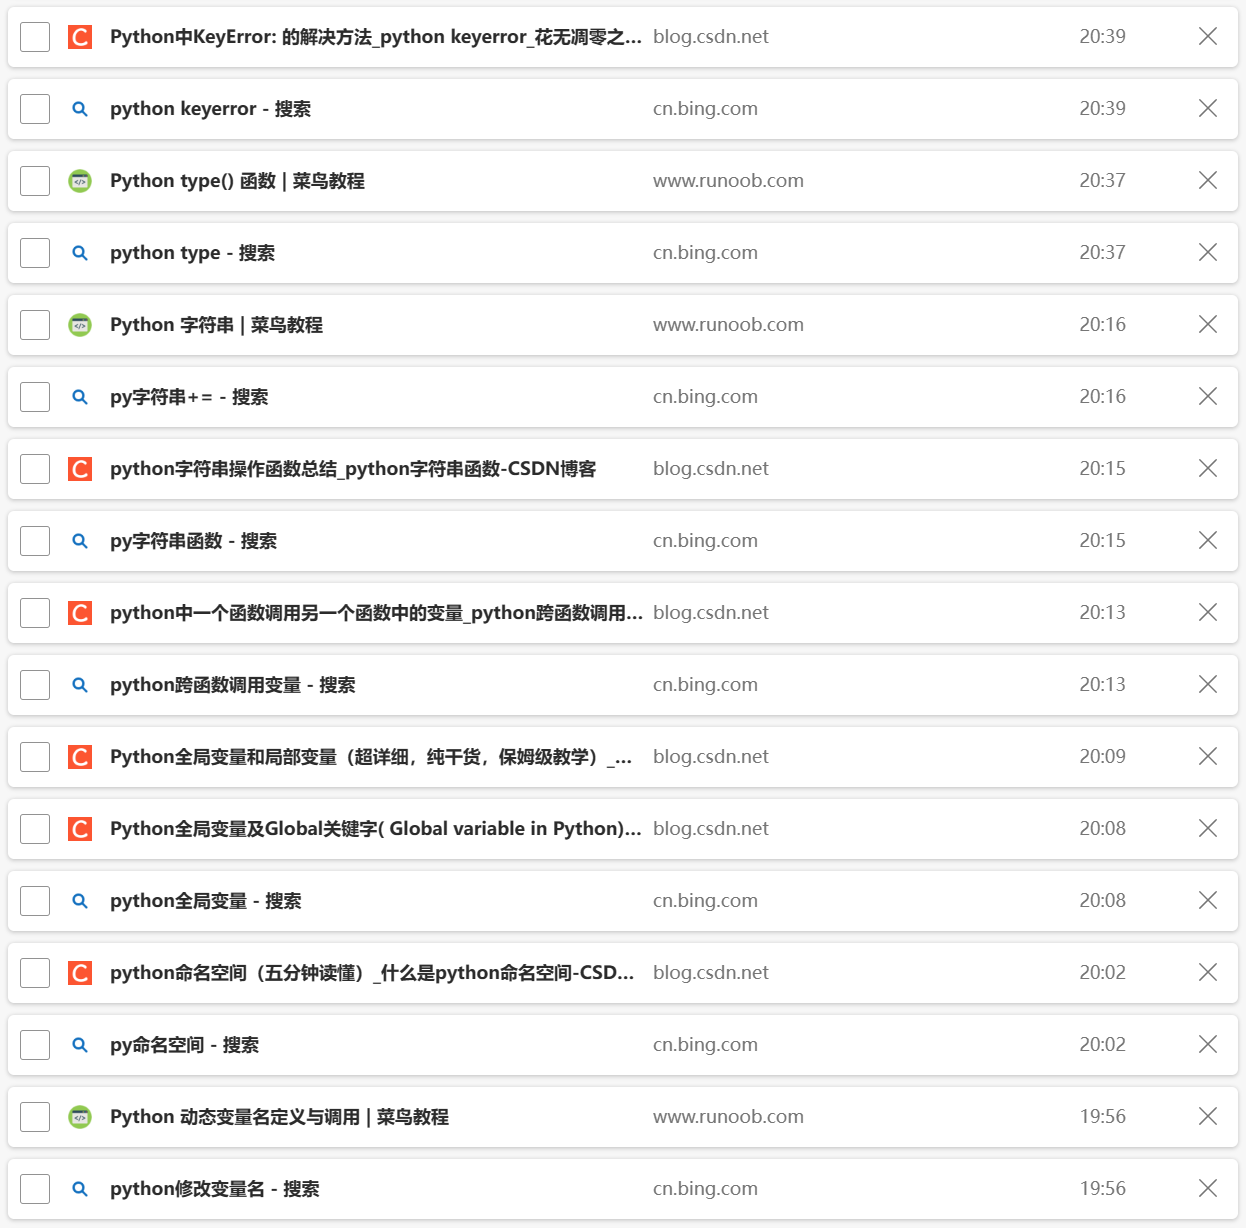 Python中KeyError: 的解决方法_python keyerror_花无凋零之... blog.csdn.net 20:39
python keyerror - 搜索 cn.bing.com 20:39
Python type() 函数 | 菜鸟教程 www.runoob.com 20:37
python type - 搜索 cn.bing.com 20:37
Python 字符串 | 菜鸟教程 www.runoob.com 20:16
py字符串+= - 搜索 cn.bing.com 20:16
python字符串操作函数总结_python字符串函数-CSDN博客 blog.csdn.net 20:15
py字符串函数 - 搜索 cn.bing.com 20:15
python中一个函数调用另一个函数中的变量_python跨函数调用... blog.csdn.net 20:13
python跨函数调用变量 - 搜索 cn.bing.com 20:13
Python全局变量和局部变量（超详细，纯干货，保姆级教学）_... blog.csdn.net 20:09
Python全局变量及Global关键字( Global variable in Python)... blog.csdn.net 20:08
python全局变量 - 搜索 cn.bing.com 20:08
python命名空间（五分钟读懂）_什么是python命名空间-CSD... blog.csdn.net 20:02
py命名空间 - 搜索 cn.bing.com 20:02
Python 动态变量名定义与调用 | 菜鸟教程 www.runoob.com 19:56
python修改变量名 - 搜索 cn.bing.com 19:56